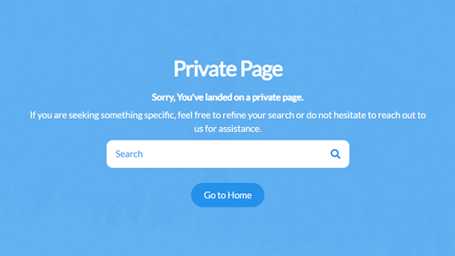 Private Page
Sorry, You've landed on a private page.
If you are seeking something specific, feel free to refine your search or do not hesitate to reach out to
us for assistance.
Search
Go to Home